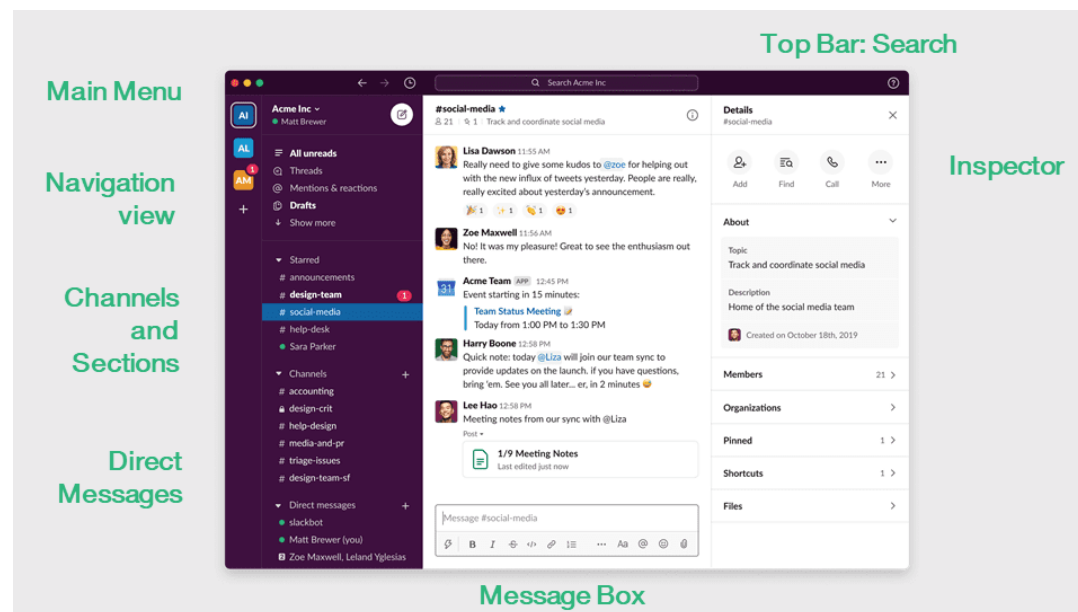 Top Bar: Search
Main Menu
Navigation
view
Channels
and
Sections
Direct
Messages
Inspector
Message Box
Search Acme Inc
AI
AL
AM
1
+
Acme Inc
Matt Brewer
All unreads
Threads
@ Mentions & reactions
Drafts
Show more
Starred
# announcements
# design-team 1
# social-media
# help-desk
Sara Parker
Channels +
# accounting
design-crit
# help-design
# media-and-pr
# triage-issues
# design-team-sf
Direct messages +
slackbot
Matt Brewer (you)
2 Zoe Maxwell, Leland Yglesias
#social-media
21 | 1 | Track and coordinate social media
Lisa Dawson 11:55 AM
Really need to give some kudos to @zoe for helping out
with the new influx of tweets yesterday. People are really,
really excited about yesterday's announcement.
🎉 1 ✨ 1 👏 1 😍 1
Zoe Maxwell 11:56 AM
No! It was my pleasure! Great to see the enthusiasm out
there.
31
Acme Team APP 12:45 PM
Event starting in 15 minutes:
Team Status Meeting 📝
Today from 1:00 PM to 1:30 PM
Harry Boone 12:58 PM
Quick note: today @Liza will join our team sync to
provide updates on the launch. if you have questions,
bring 'em. See you all later... er, in 2 minutes 😅
Lee Hao 12:58 PM
Meeting notes from our sync with @Liza
Post
1/9 Meeting Notes
Last edited just now
Message #social-media
B I S </> ... Aa @
Details
#social-media
Add Find Call More
About
Topic
Track and coordinate social media
Description
Home of the social media team
Created on October 18th, 2019
Members 21 >
Organizations >
Pinned 1 >
Shortcuts 1 >
Files >